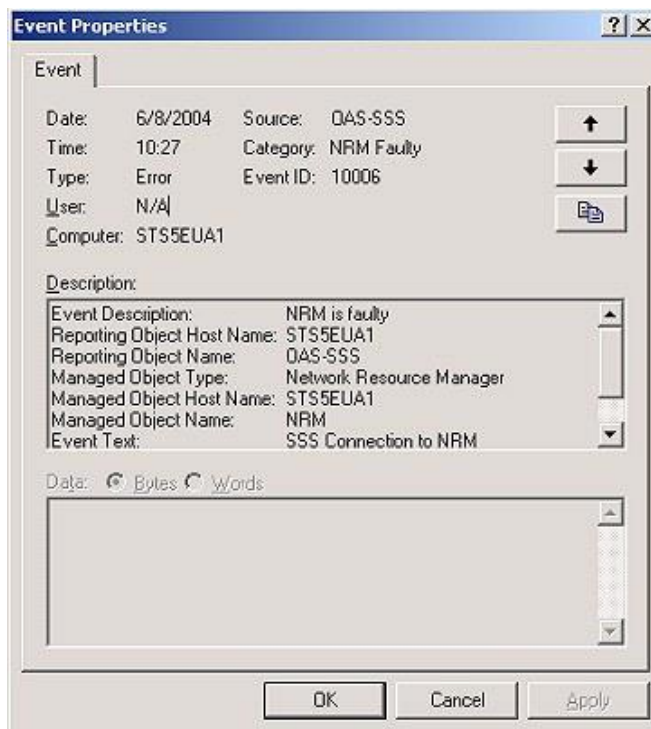 Event Properties
Event
Date: 6/8/2004 Source: OAS-SSS
Time: 10:27 Category: NRM Faulty
Type: Error Event ID: 10006
User: N/A
Computer: STS5EUA1
Description:
Event Description: NRM is faulty
Reporting Object Host Name: STS5EUA1
Reporting Object Name: OAS-SSS
Managed Object Type: Network Resource Manager
Managed Object Host Name: STS5EUA1
Managed Object Name: NRM
Event Text: SSS Connection to NRM
Data: Bytes Words
OK Cancel Apply